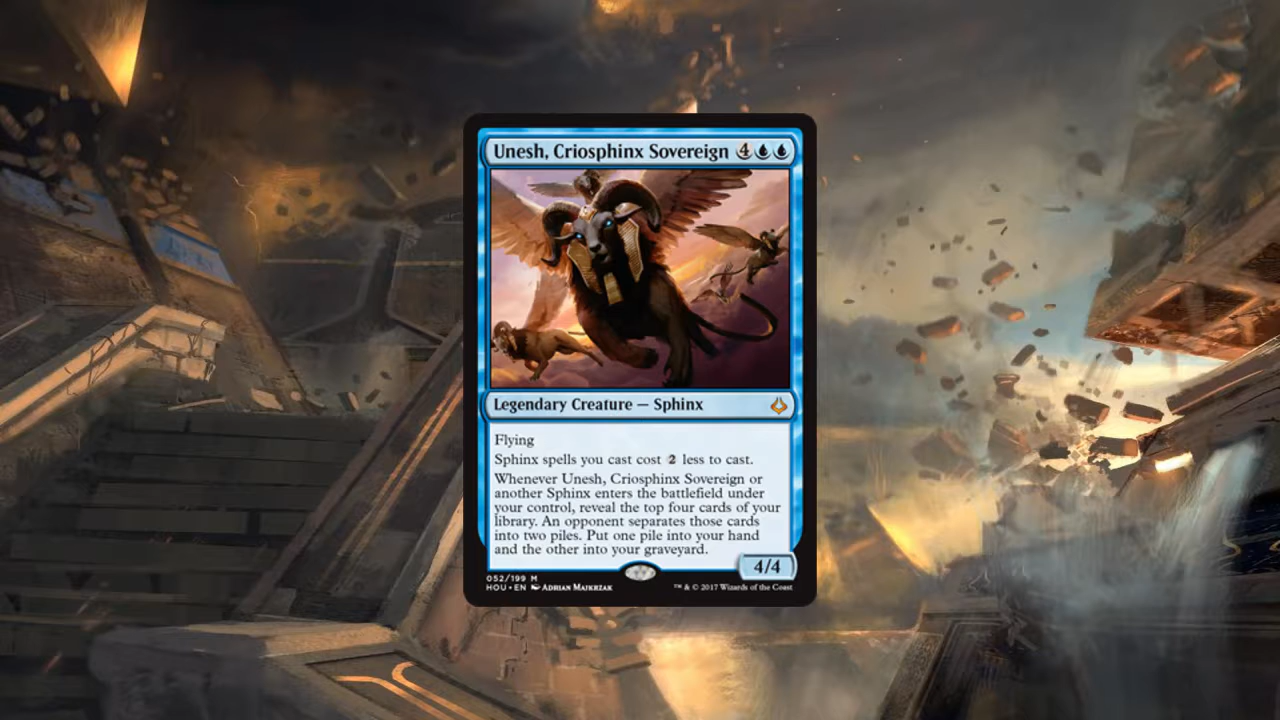 Unesh, Criosphinx Sovereign 4
Legendary Creature — Sphinx
Flying
Sphinx spells you cast cost 2 less to cast.
Whenever Unesh, Criosphinx Sovereign or
another Sphinx enters the battlefield under
your control, reveal the top four cards of your
library. An opponent separates those cards
into two piles. Put one pile into your hand
and the other into your graveyard.
4/4
052/199 M
HOU • EN Adrian Majkrzak
™ & © 2017 Wizards of the Coast